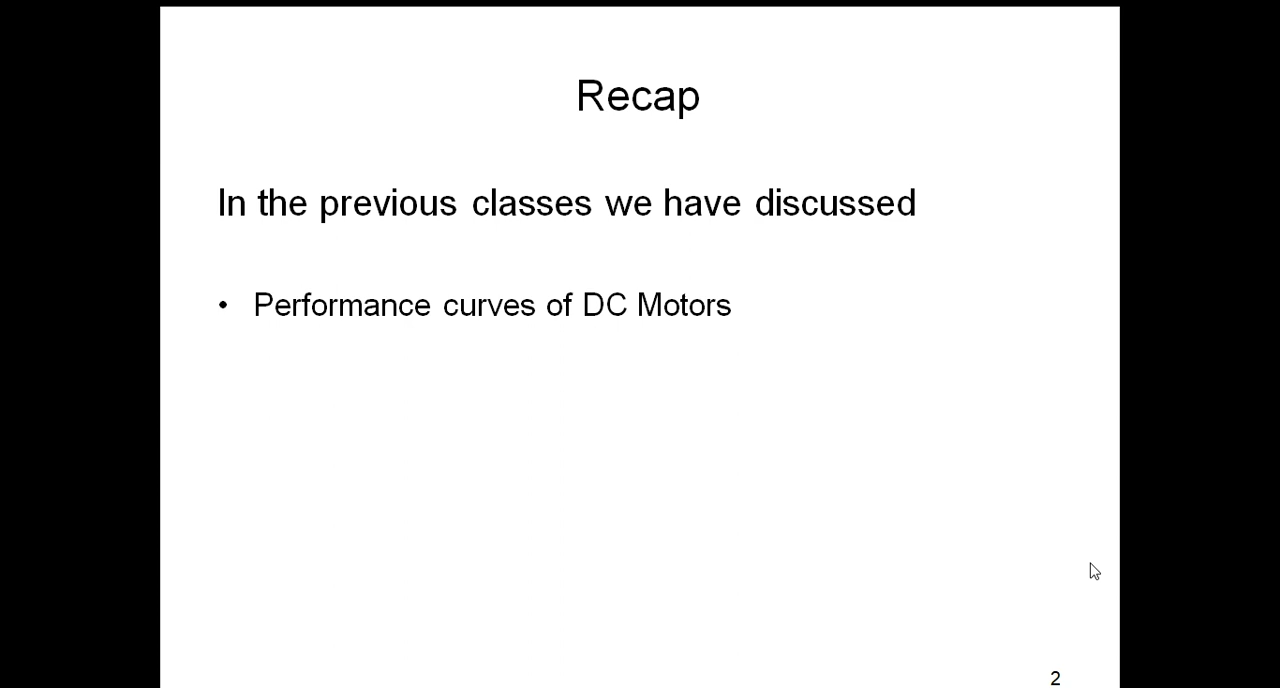 Recap
In the previous classes we have discussed
• Performance curves of DC Motors
2